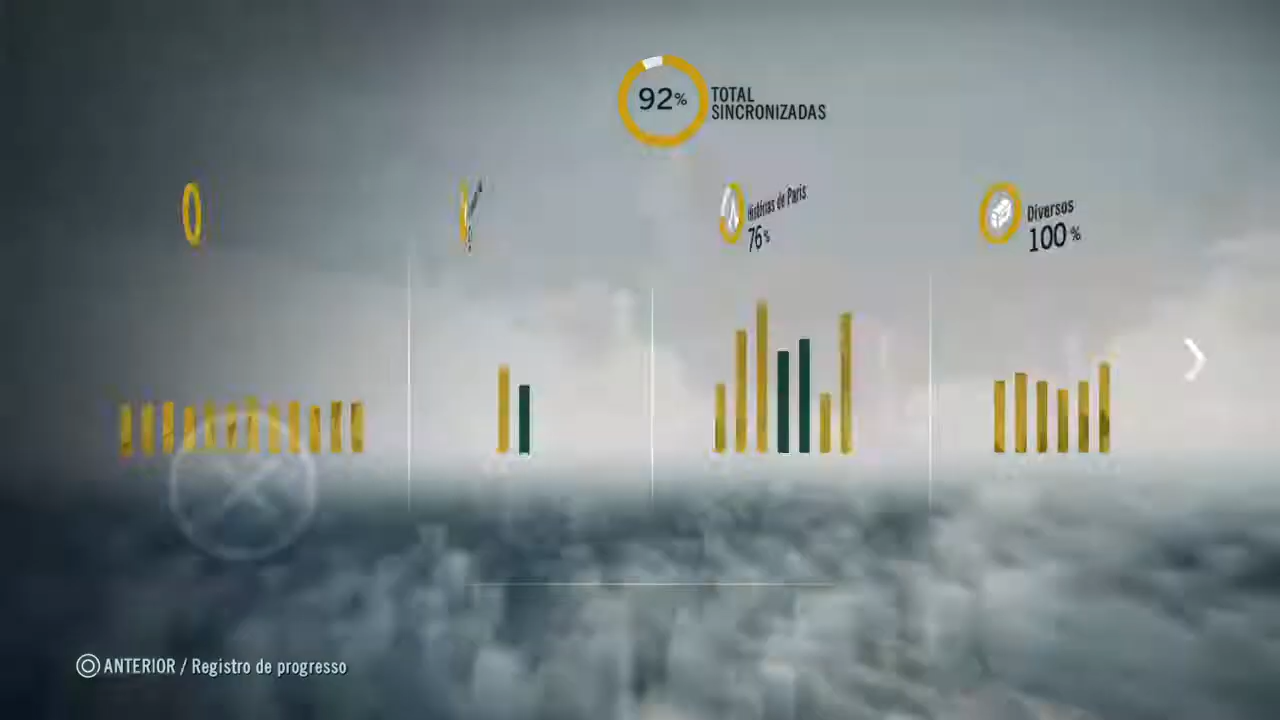 92%
TOTAL
SINCRONIZADAS
Histórias de Paris
76%
Diversos
100%
ANTERIOR / Registro de progresso